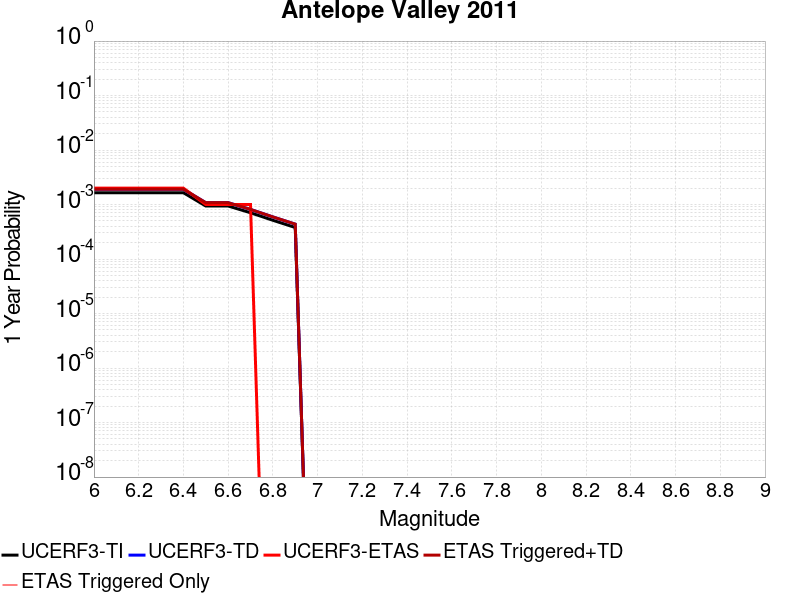 Antelope Valley 2011
10^0
10^-1
10^-2
10^-3
10^-4
10^-5
10^-6
10^-7
10^-8
1 Year Probability
6 6.2 6.4 6.6 6.8 7 7.2 7.4 7.6 7.8 8 8.2 8.4 8.6 8.8 9
Magnitude
UCERF3-TI UCERF3-TD UCERF3-ETAS ETAS Triggered+TD
ETAS Triggered Only